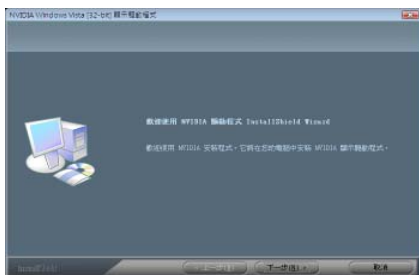 NVIDIA Windows Vista (32-bit) 顯示驅動程式
歡迎使用 NVIDIA 驅動程式 InstallShield Wizard
歡迎使用 NVIDIA 安裝程式。它將在您的電腦中安裝 NVIDIA 顯示驅動程式。
InstallShield
下一步(N) >
取消